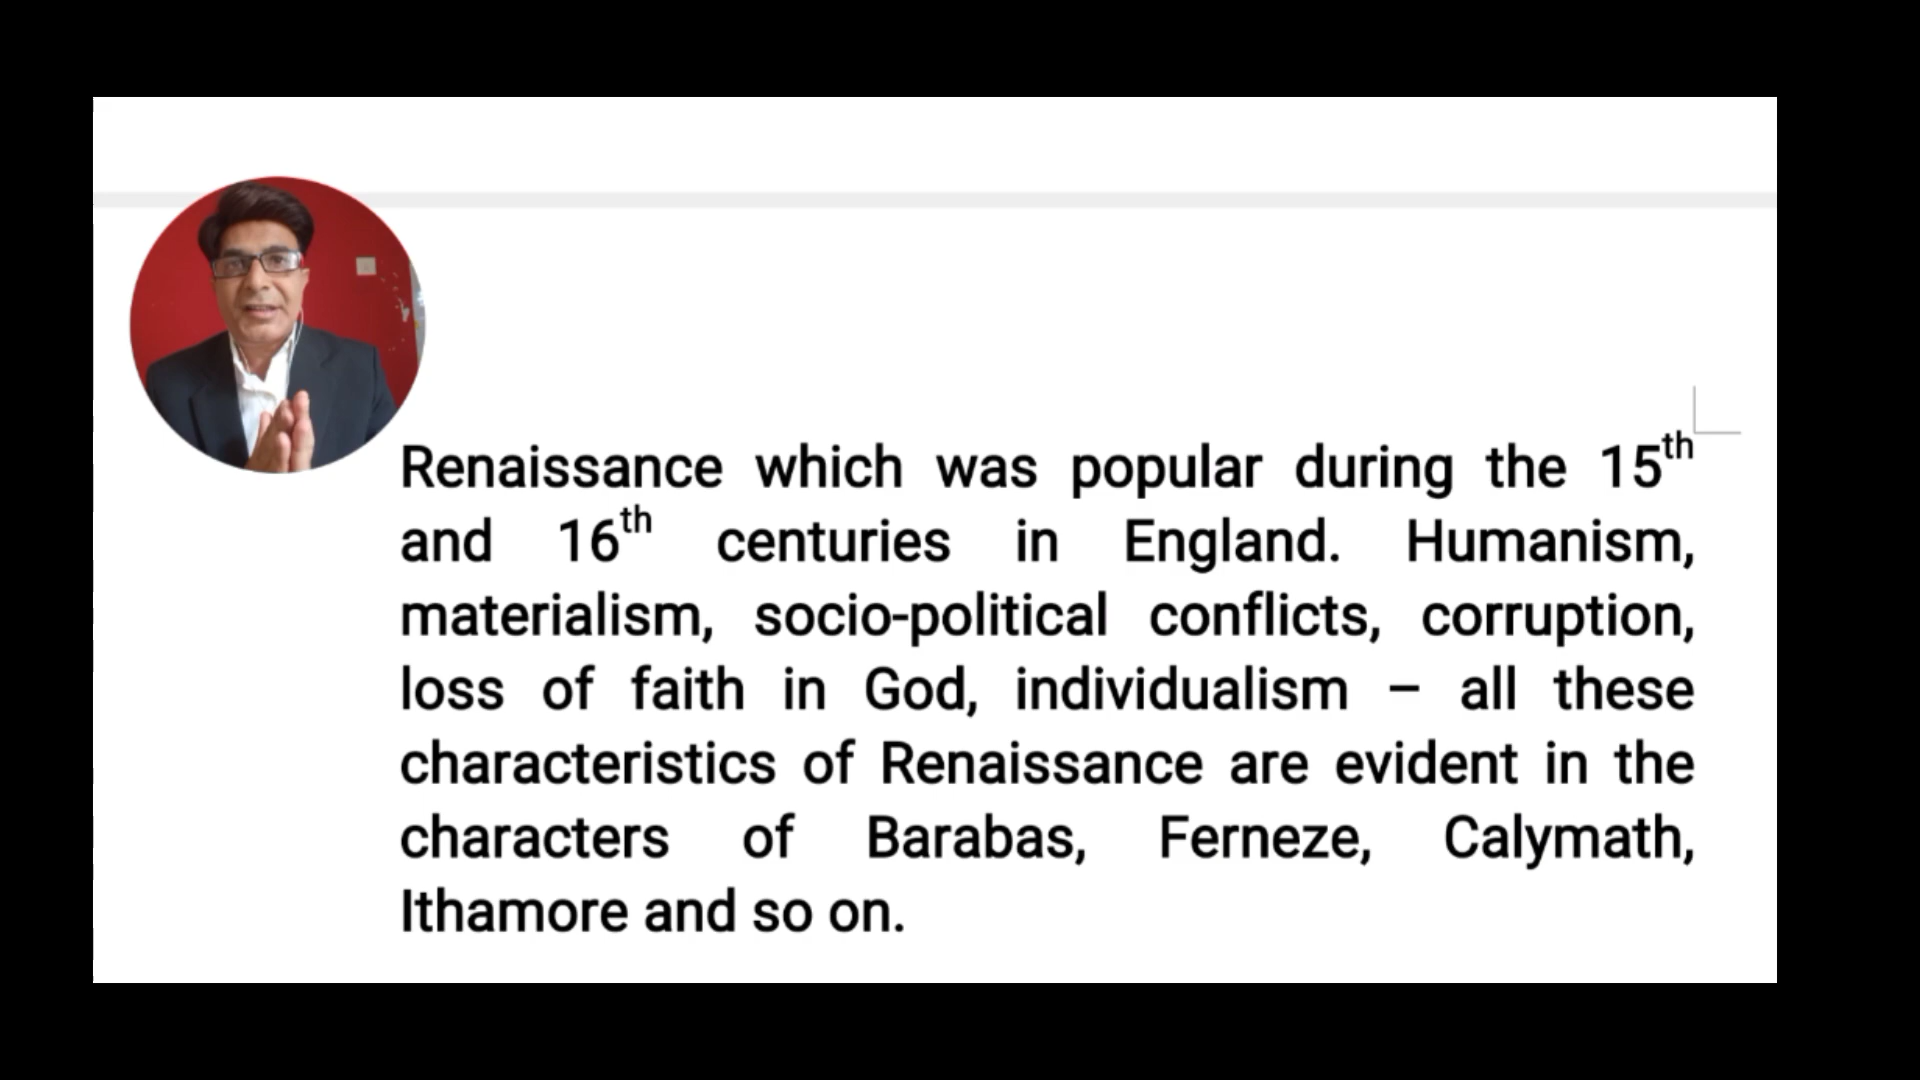 Renaissance which was popular during the 15th
and 16th centuries in England. Humanism,
materialism, socio-political conflicts, corruption,
loss of faith in God, individualism – all these
characteristics of Renaissance are evident in the
characters of Barabas, Ferneze, Calymath,
Ithamore and so on.